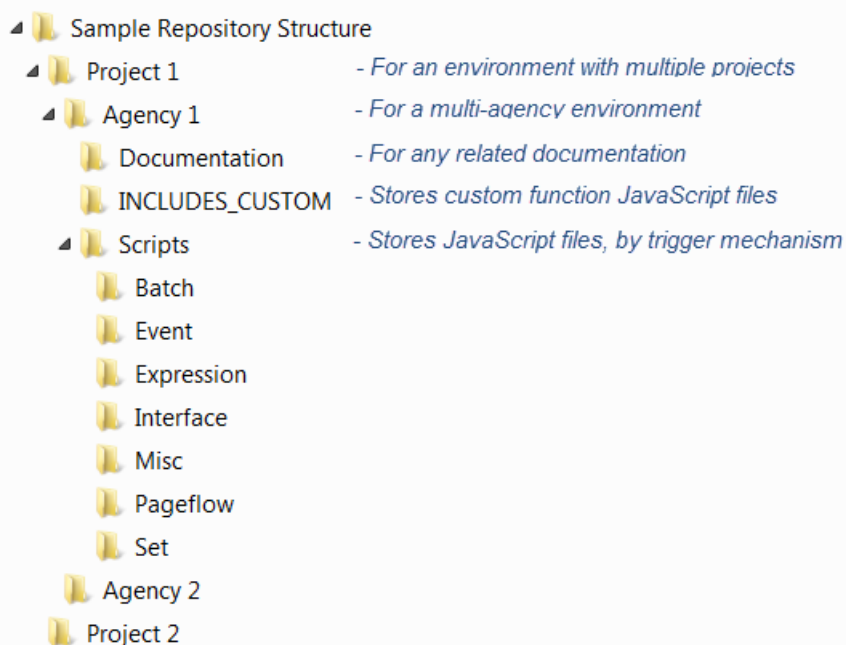 Sample Repository Structure
Project 1 - For an environment with multiple projects
Agency 1 - For a multi-agency environment
Documentation - For any related documentation
INCLUDES_CUSTOM - Stores custom function JavaScript files
Scripts - Stores JavaScript files, by trigger mechanism
Batch
Event
Expression
Interface
Misc
Pageflow
Set
Agency 2
Project 2